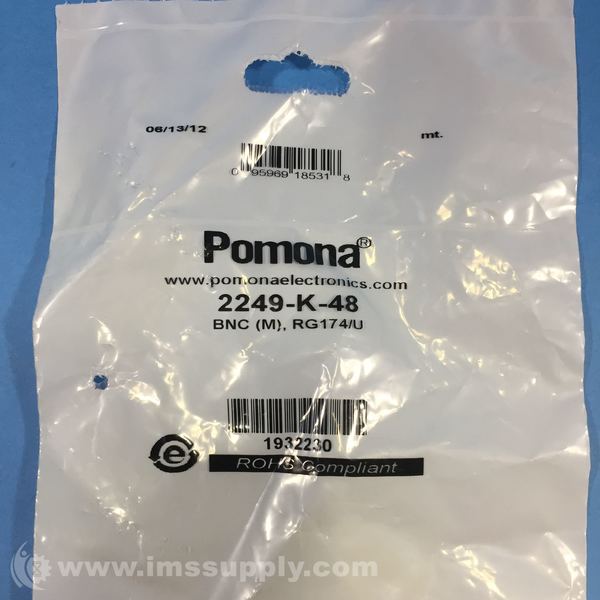 06/13/12
mt.
0 95969 18531 8
Pomona®
www.pomonaelectronics.com
2249-K-48
BNC (M), RG174/U
1932230
e
ROHS Compliant
www.imssupply.com